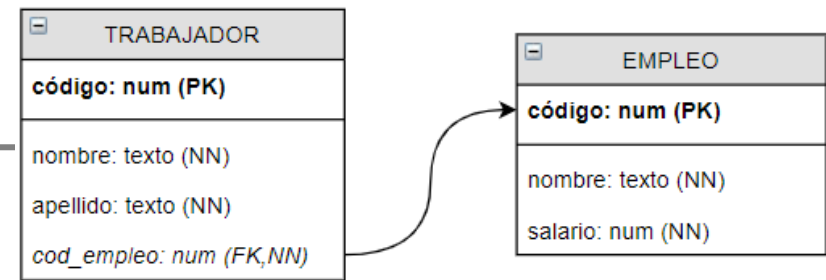 TRABAJADOR
código: num (PK)
nombre: texto (NN)
apellido: texto (NN)
cod_empleo: num (FK,NN)
EMPLEO
código: num (PK)
nombre: texto (NN)
salario: num (NN)